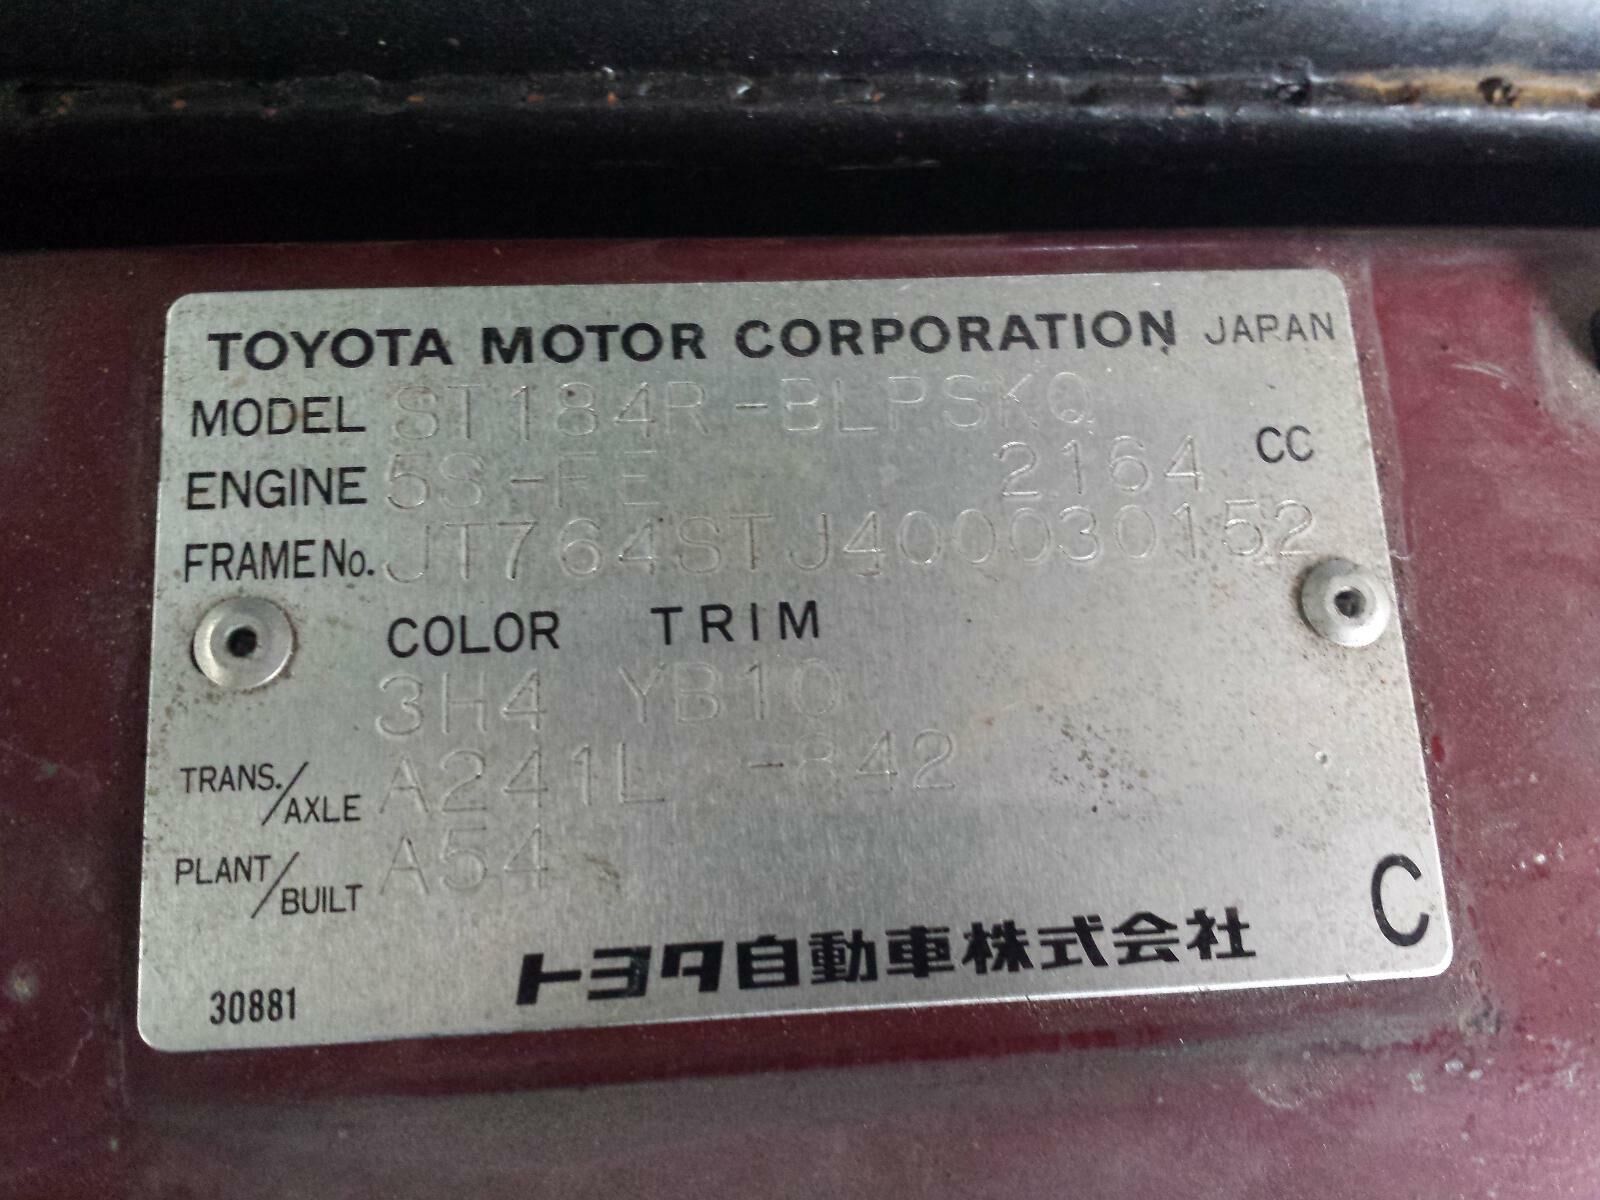 TOYOTA MOTOR CORPORATION JAPAN
MODEL ST184R-BLPSKQ
ENGINE 5S-FE 2164 CC
FRAME No. JT764STJ400030152
COLOR TRIM
3H4 YB10
TRANS./AXLE A241L -842
PLANT/BUILT A54
C
トヨタ自動車株式会社
30881